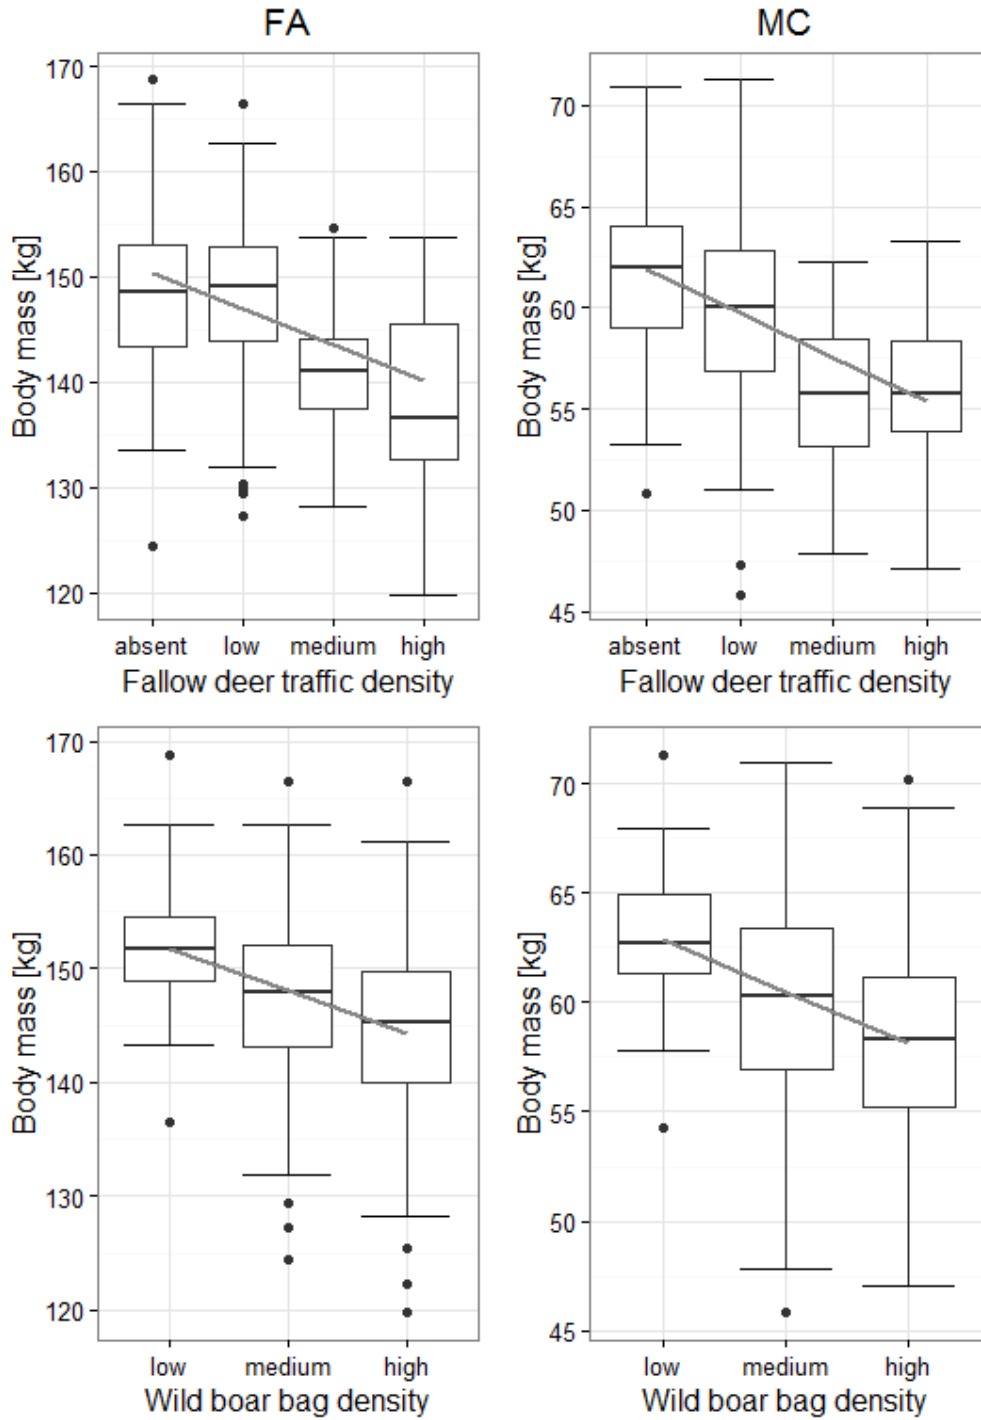 FA
MC
Body mass [kg]
170
160
150
140
130
120
absent low medium high
Fallow deer traffic density
Body mass [kg]
70
65
60
55
50
45
absent low medium high
Fallow deer traffic density
Body mass [kg]
170
160
150
140
130
120
low medium high
Wild boar bag density
Body mass [kg]
70
65
60
55
50
45
low medium high
Wild boar bag density